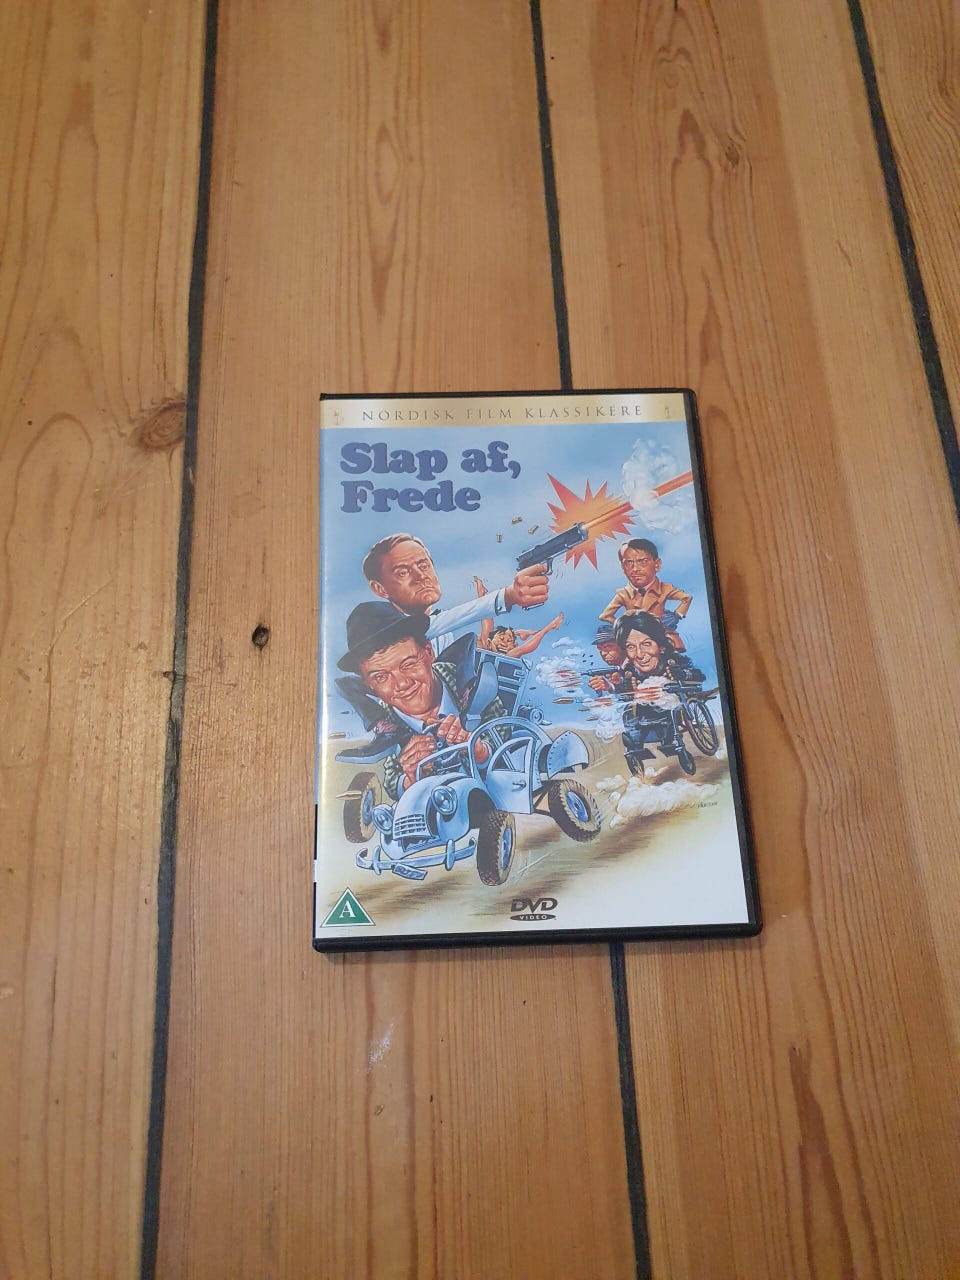 NORDISK FILM KLASSIKERE
Slap af,
Frede
A
DVD
VIDEO